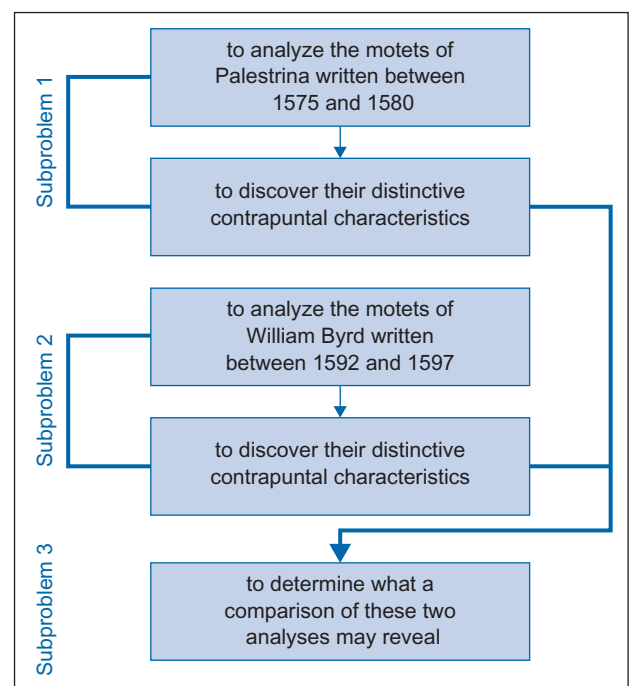 Subproblem 1
to analyze the motets of
Palestrina written between
1575 and 1580
to discover their distinctive
contrapuntal characteristics
Subproblem 2
to analyze the motets of
William Byrd written
between 1592 and 1597
to discover their distinctive
contrapuntal characteristics
Subproblem 3
to determine what a
comparison of these two
analyses may reveal